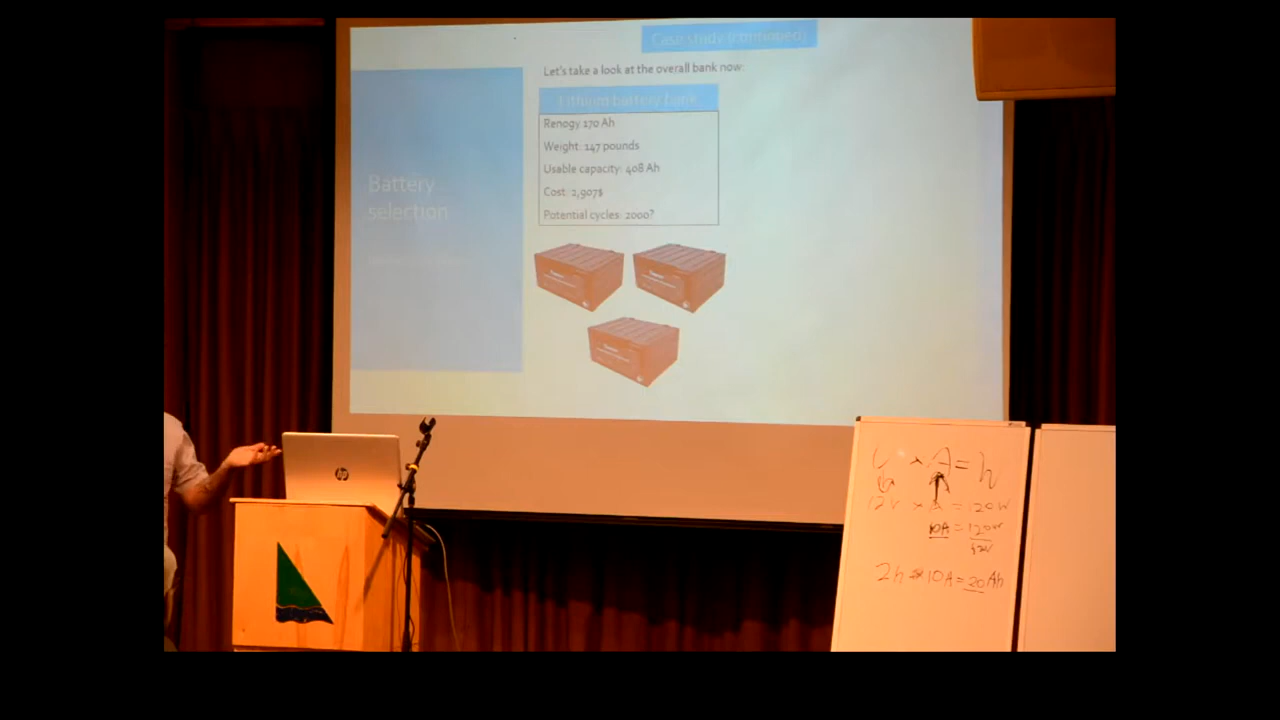 Case study (continued)
Let's take a look at the overall bank now:
Lithium battery bank
Renogy 170 Ah
Weight: 147 pounds
Usable capacity: 408 Ah
Cost: 2,907$
Potential cycles: 2000?
Battery
selection
hp
x A =
12V x A = 120W
10A = 120W
12V
2h 10A = 20Ah